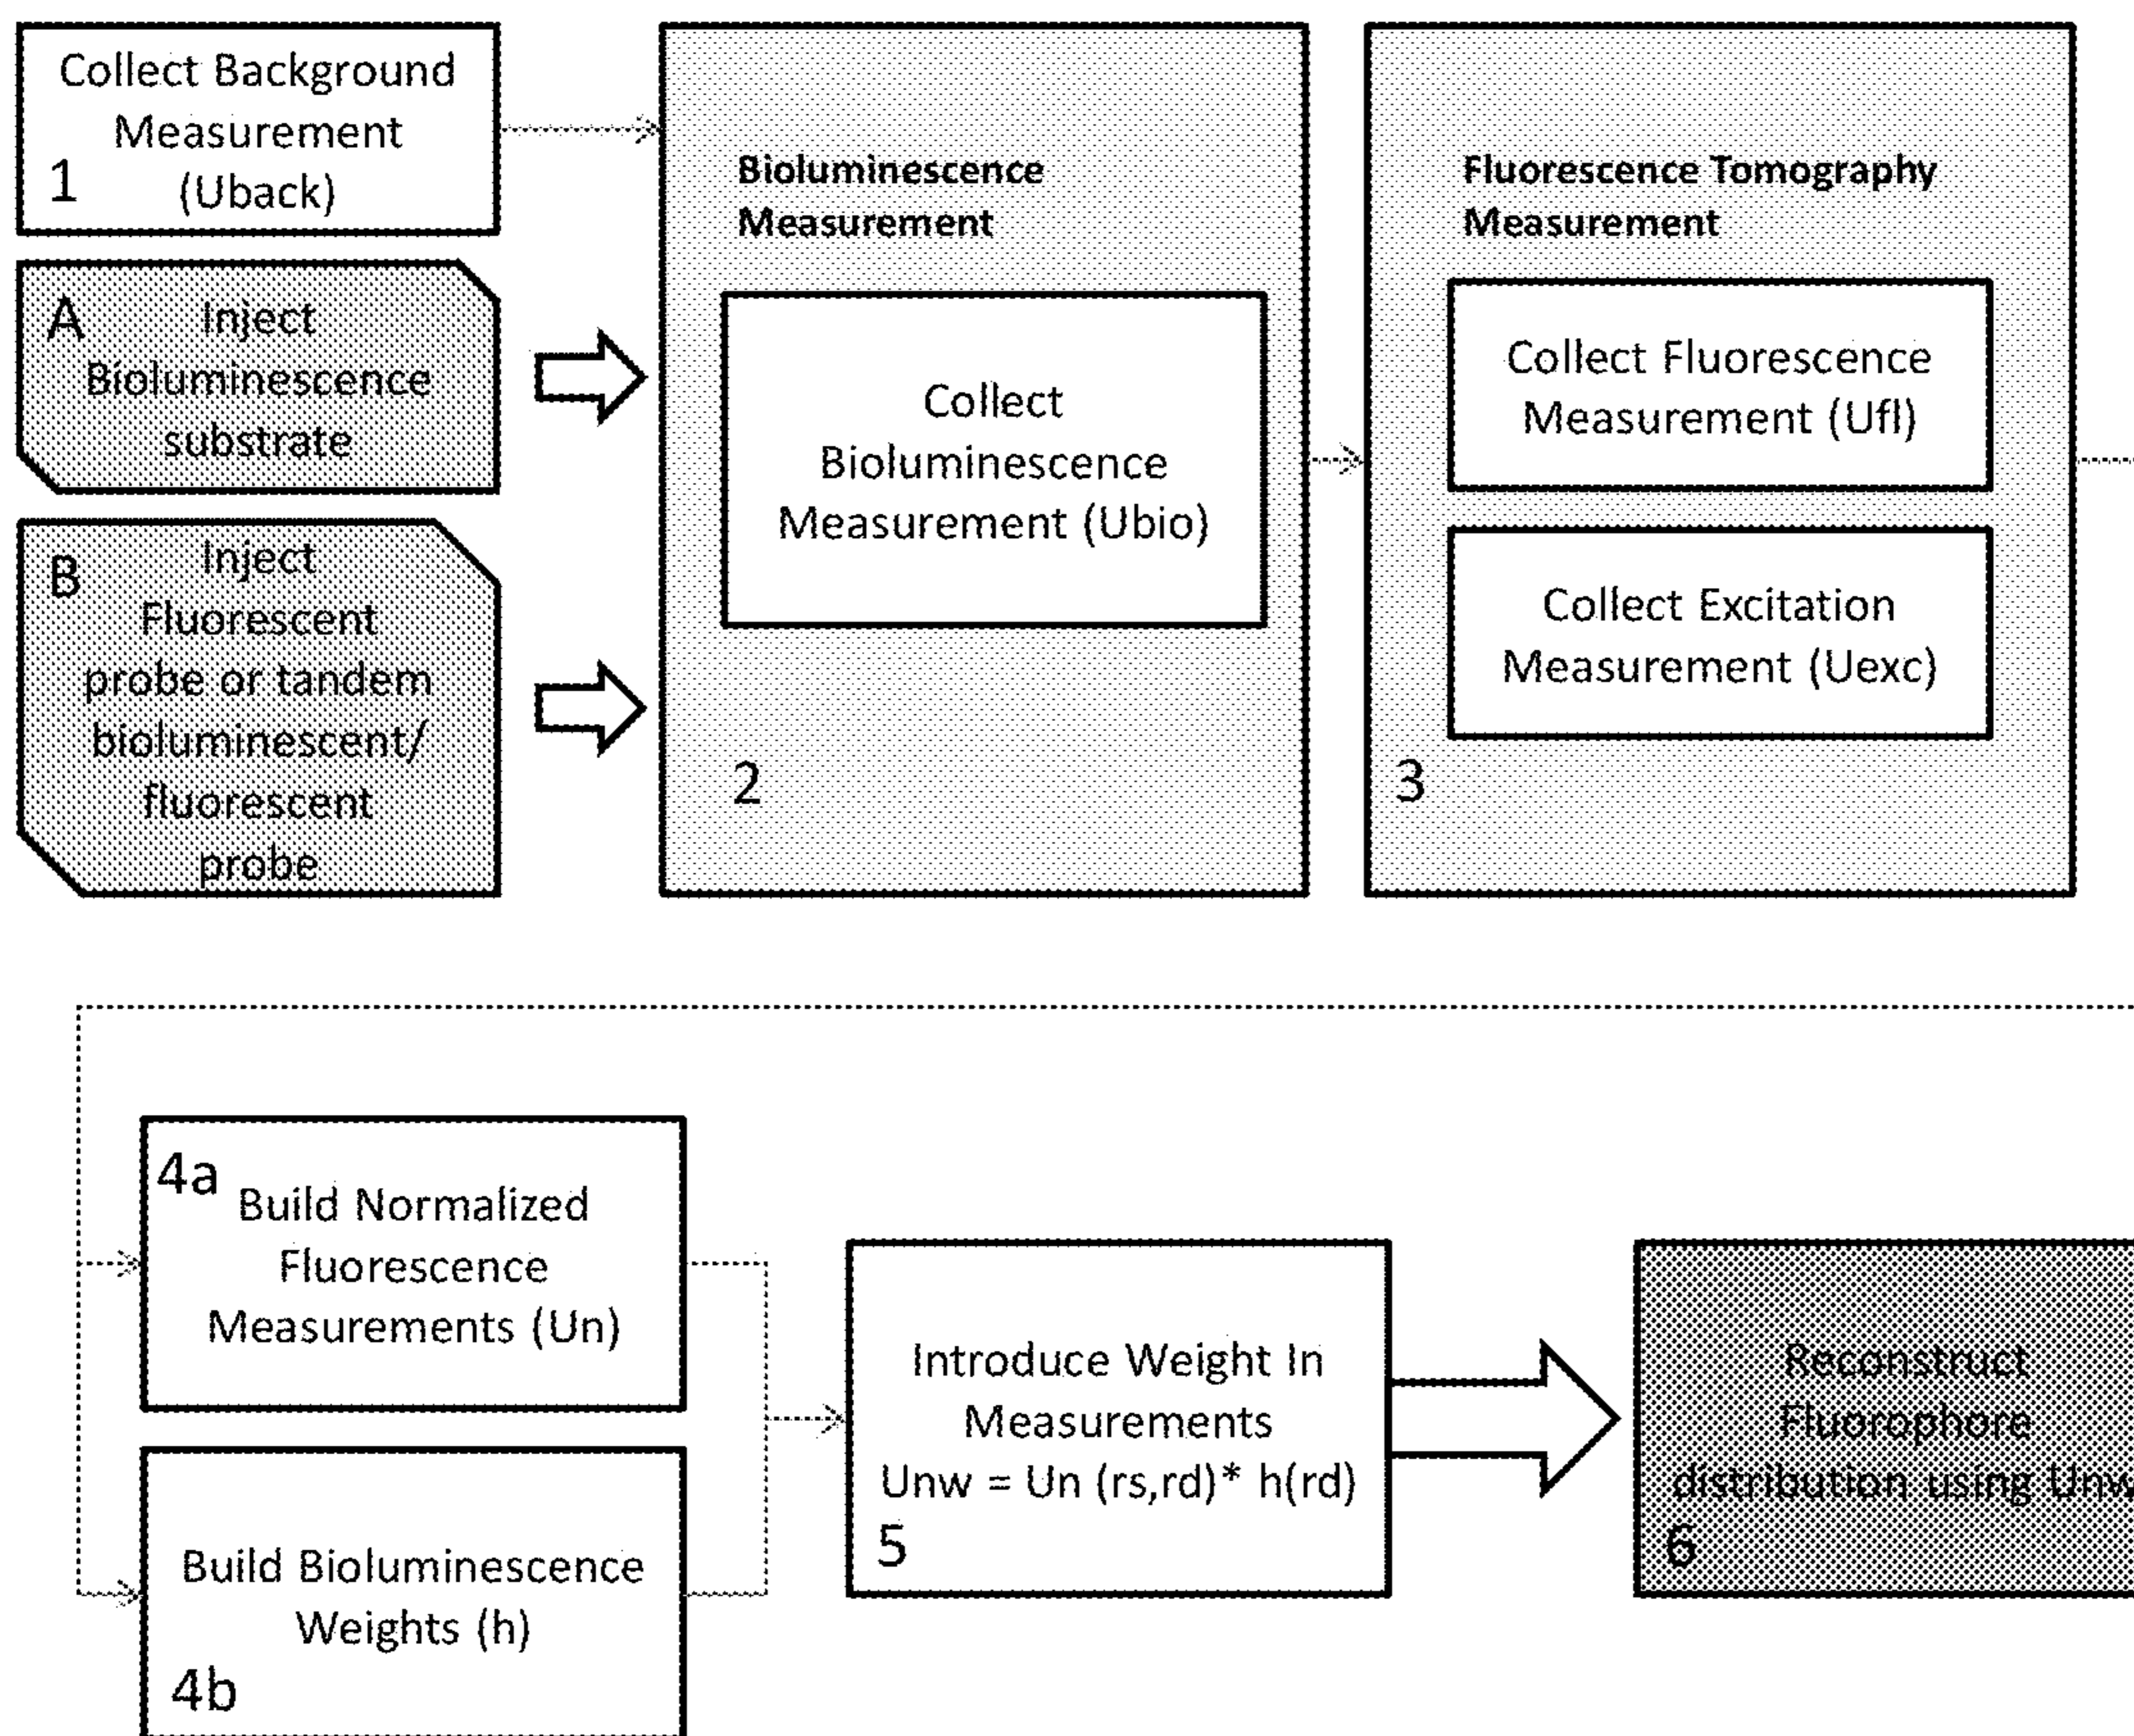 Collect Background
Measurement
1
(Uback)
A
Inject
Bioluminescence
substrate
B
Inject
Fluorescent
probe or tandem
bioluminescent/
fluorescent
probe
Bioluminescence
Measurement
Collect
Bioluminescence
Measurement (Ubio)
2
Fluorescence Tomography
Measurement
Collect Fluorescence
Measurement (Ufl)
Collect Excitation
Measurement (Uexc)
3
4a
Build Normalized
Fluorescence
Measurements (Un)
Build Bioluminescence
Weights (h)
4b
Introduce Weight In
Measurements
Unw = Un (rs,rd)* h(rd)
5
Reconstruct
Fluorophore
distribution using Unw
6